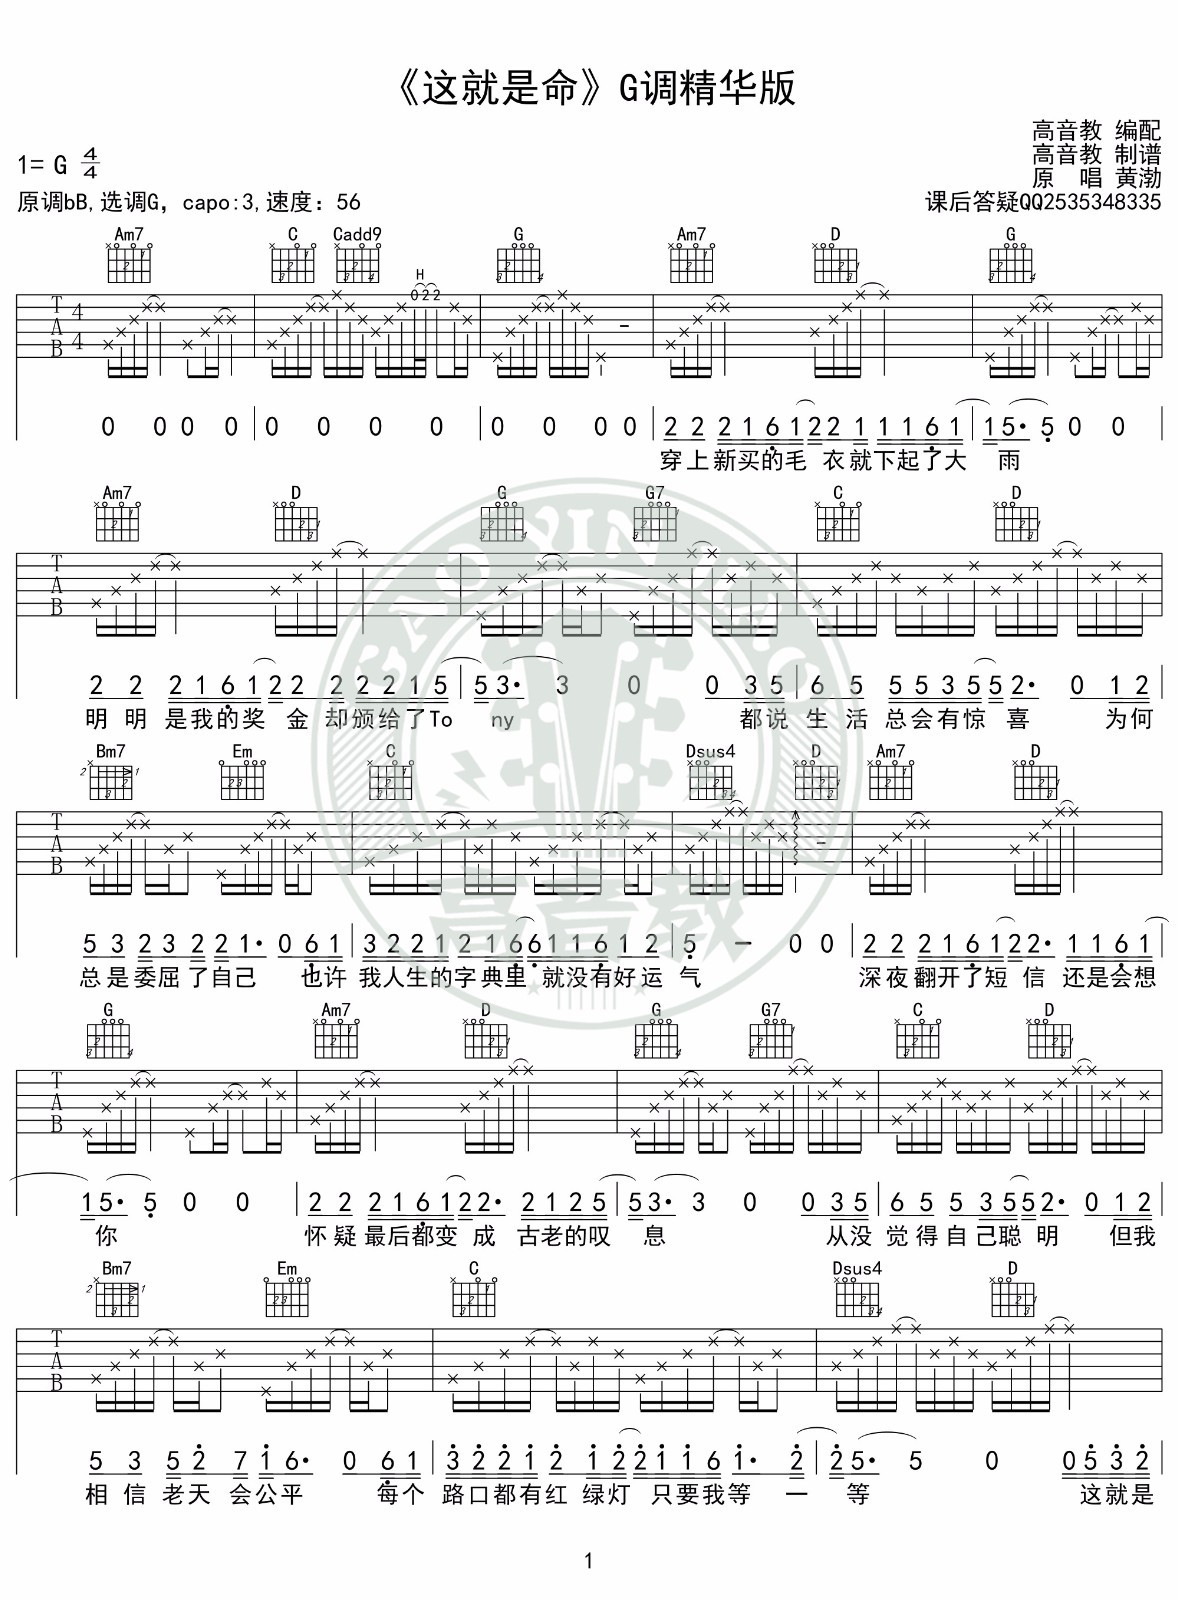 《这就是命》G调精华版
高音教 编配
1= G 4/4
高音教 制谱
原 唱 黄渤
原调bB,选调G, capo:3,速度: 56
课后答疑QQ2535348335
Am7 C Cadd9 G Am7 D G
H
0 2 2
T A B 4 4
0 0 0 0 0 0 0 0 0 0 0 0 2 2 2 1 6 1 2 2 1 1 1 6 1 1 5· 5 0 0
穿上新买的毛 衣就下起了大 雨
Am7 D G G7 C D
T A B
2 2 2 1 6 1 2 2 2 2 2 1 5 5 3· 3 0 0 3 5 6 5 5 5 3 5 5 2· 0 1 2
明明 是我的奖 金 却颁给了To ny 都说 生活 总会有惊 喜 为何
Bm7 Em C Dsus4 D Am7 D
2 1
T A B
5 3 2 3 2 2 1· 0 6 1 3 2 2 1 2 1 6 6 1 1 6 1 2 5 — 0 0 2 2 2 1 6 1 2 2· 1 1 6 1
总是委屈了自己 也许 我人生的字典里 就没有好运 气 深夜翻开了短 信 还是会想
G Am7 D G G7 C D
T A B
1 5· 5 0 0 2 2 2 1 6 1 2 2· 2 1 2 5 5 3· 3 0 0 3 5 6 5 5 3 5 5 2· 0 1 2
你 怀疑最后都变 成 古老的叹 息 从没 觉得自己聪 明 但我
Bm7 Em C Dsus4 D
2 1
T A B
5 3 5 2 7 1 6· 0 6 1 3 2 2 1 2 1 2 2 1 1 6 1· 2 2 5· 5 0 0 5 3 2
相信 老天 会公平 每个 路口都有红 绿灯 只要我等 一 等 这就是
1
GAO YIN JIAO
高音教